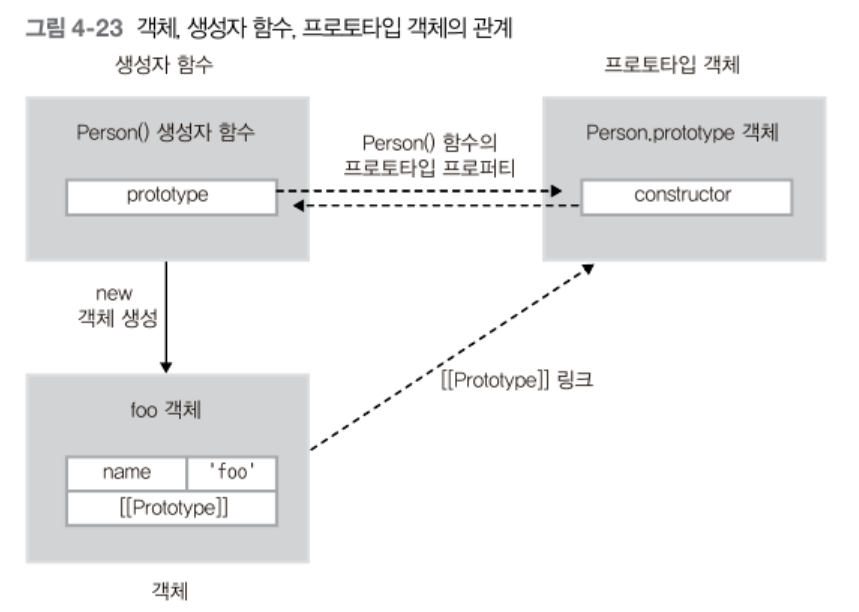 그림 4-23 객체, 생성자 함수, 프로토타입 객체의 관계
생성자 함수
프로토타입 객체
Person() 생성자 함수
prototype
Person() 함수의
프로토타입 프로퍼티
Person.prototype 객체
constructor
new
객체 생성
[[Prototype]] 링크
foo 객체
name
'foo'
[[Prototype]]
객체